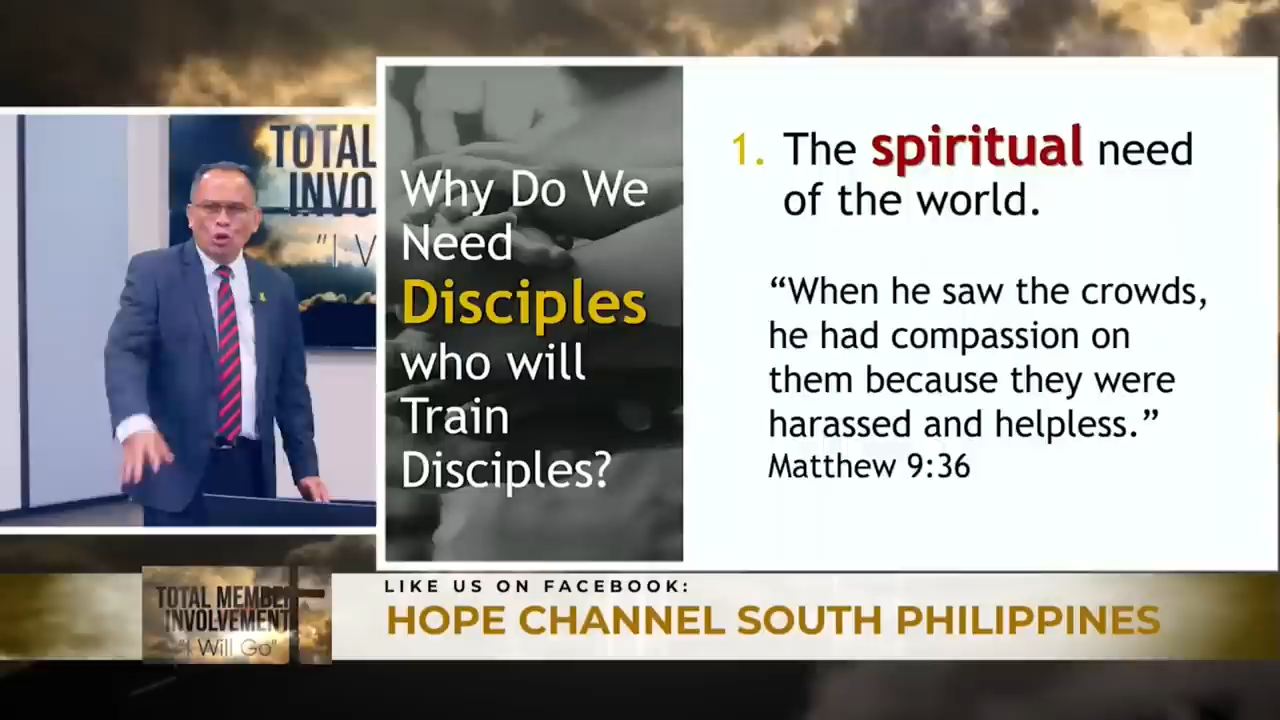 TOTAL
INVO
"I V
Why Do We
Need
Disciples
who will
Train
Disciples?
1. The spiritual need
of the world.
“When he saw the crowds,
he had compassion on
them because they were
harassed and helpless.”
Matthew 9:36
TOTAL MEMBER
INVOLVEMENT
"I Will Go"
LIKE US ON FACEBOOK:
HOPE CHANNEL SOUTH PHILIPPINES